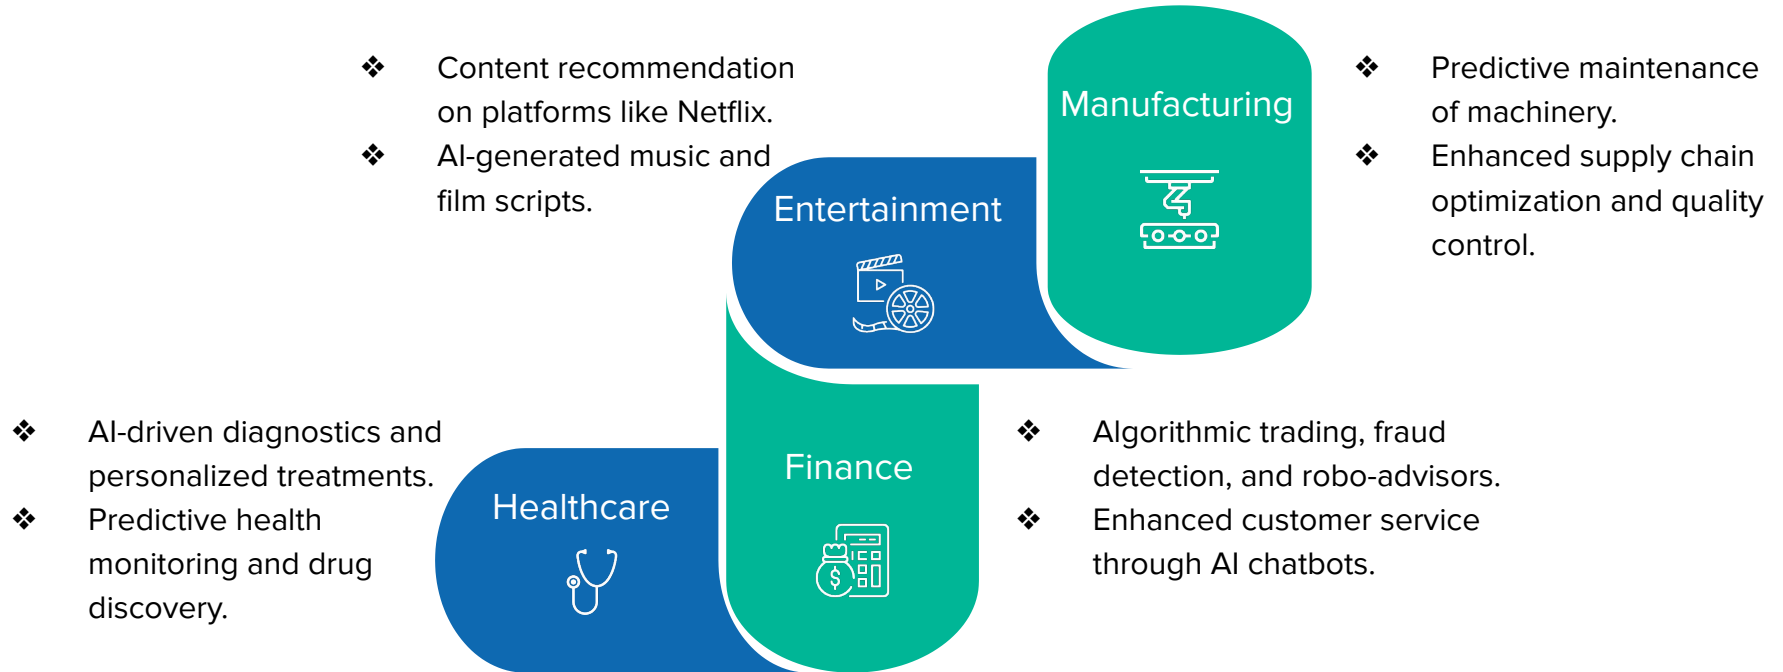 ❖ Content recommendation
on platforms like Netflix.
❖ AI-generated music and
film scripts.
Entertainment
Manufacturing
❖ Predictive maintenance
of machinery.
❖ Enhanced supply chain
optimization and quality
control.
❖ AI-driven diagnostics and
personalized treatments.
❖ Predictive health
monitoring and drug
discovery.
Healthcare
Finance
$
❖ Algorithmic trading, fraud
detection, and robo-advisors.
❖ Enhanced customer service
through AI chatbots.